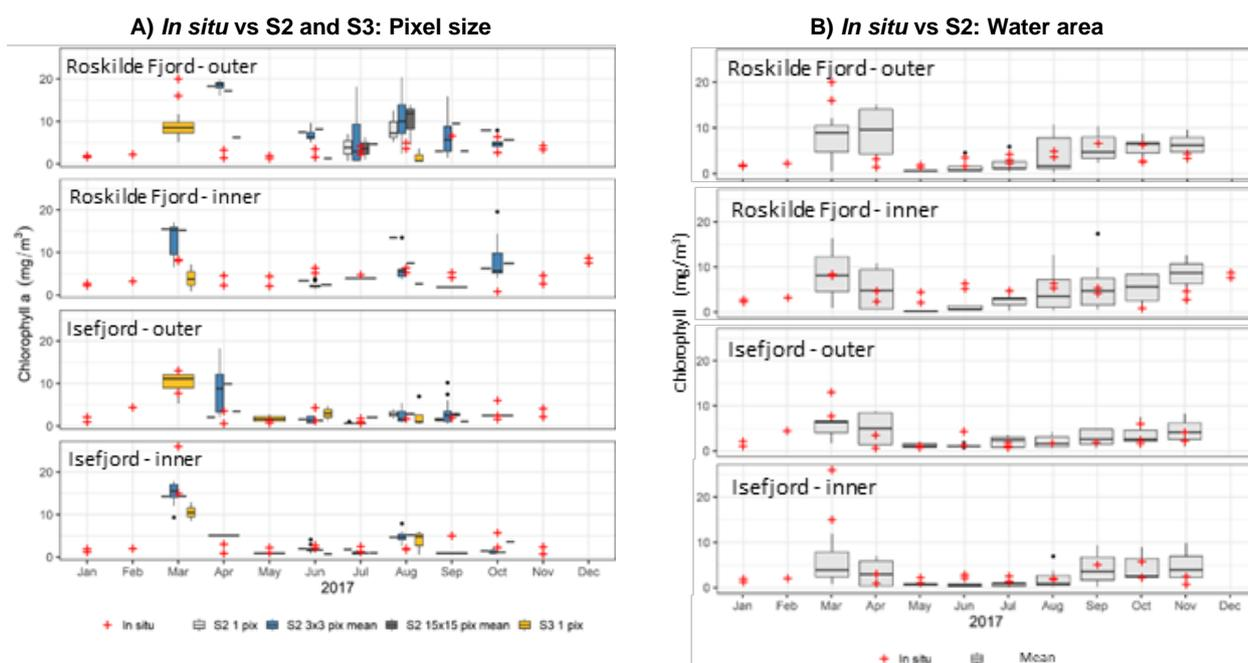 A) In situ vs S2 and S3: Pixel size
Roskilde Fjord - outer
20
10
0
Roskilde Fjord - inner
20
10
0
Isefjord - outer
20
10
0
Isefjord - inner
20
10
0
Chlorophyll a (mg/m³)
Jan Feb Mar Apr May Jun Jul Aug Sep Oct Nov Dec
2017
In situ S2 1 pix S2 3x3 pix mean S2 15x15 pix mean S3 1 pix
B) In situ vs S2: Water area
Roskilde Fjord - outer
20
10
0
Roskilde Fjord - inner
20
10
0
Isefjord - outer
20
10
0
Isefjord - inner
20
10
0
Chlorophyll (mg/m³)
Jan Feb Mar Apr May Jun Jul Aug Sep Oct Nov Dec
2017
In situ Mean